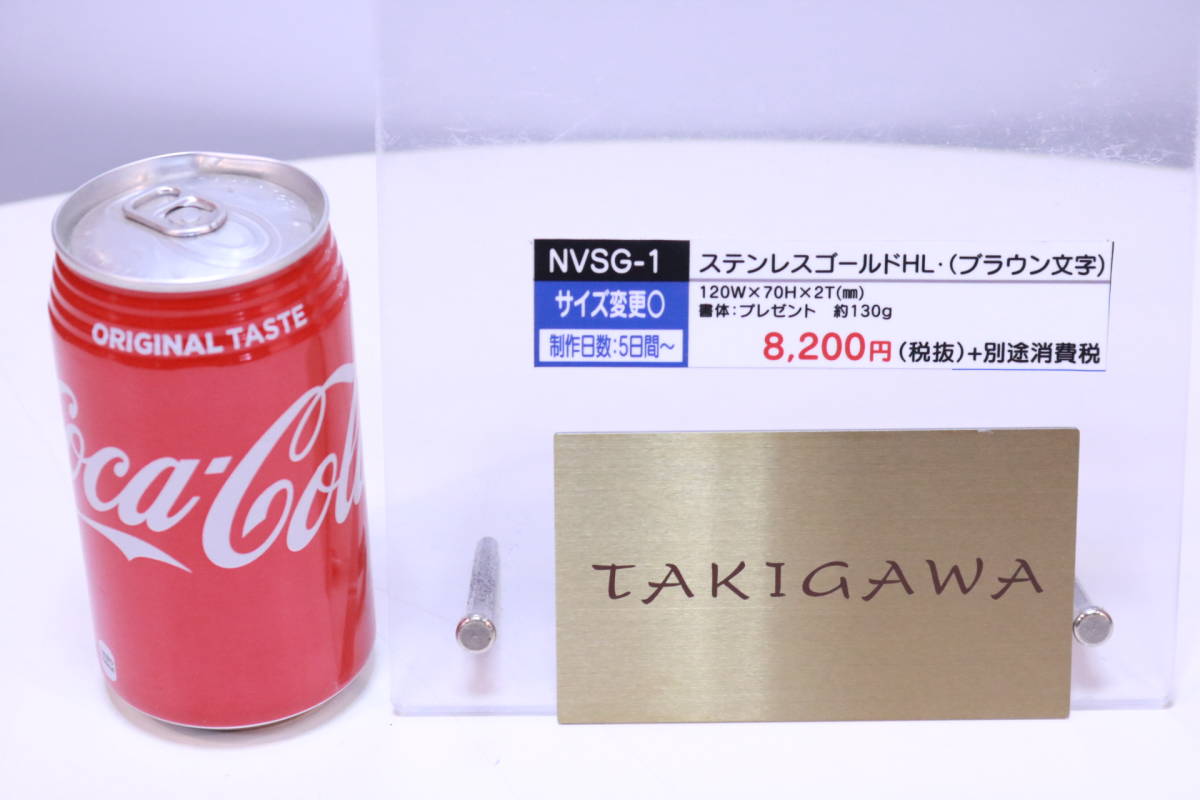 ORIGINAL TASTE
Coca-Cola
NVSG-1
サイズ変更〇
制作日数:5日間〜
ステンレスゴールドHL・(ブラウン文字)
120W×70H×2T(㎜)
書体:プレゼント 約130g
8,200円(税抜)+別途消費税
TAKIGAWA